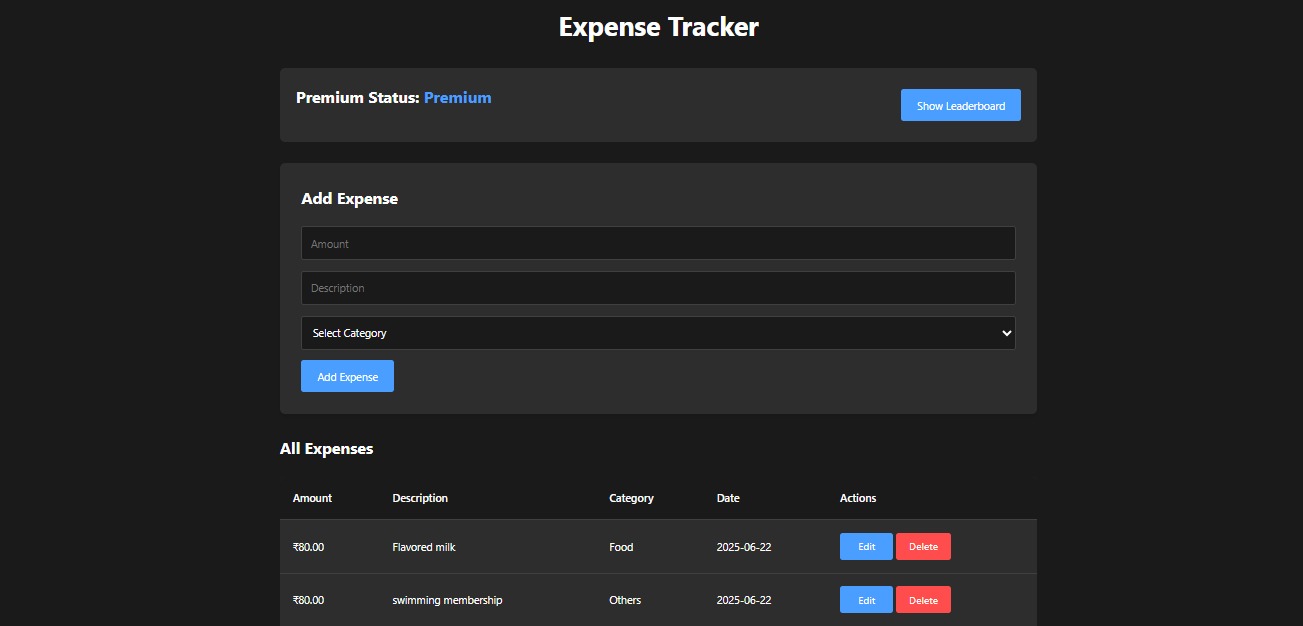 Expense Tracker
Premium Status: Premium
Show Leaderboard
Add Expense
Amount
Description
Select Category
Add Expense
All Expenses
Amount Description Category Date Actions
₹80.00 Flavored milk Food 2025-06-22 Edit Delete
₹80.00 swimming membership Others 2025-06-22 Edit Delete